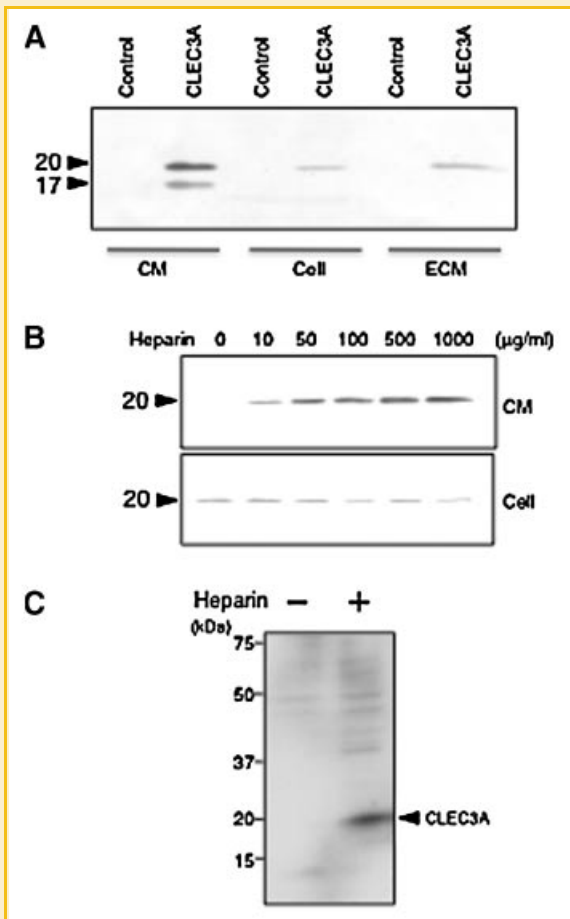 A
Control CLEC3A Control CLEC3A Control CLEC3A
20
17
CM Cell ECM
B
Heparin 0 10 50 100 500 1000 (µg/ml)
20 CM
20 Cell
C
Heparin − +
(kDa)
75
50
37
20 CLEC3A
15